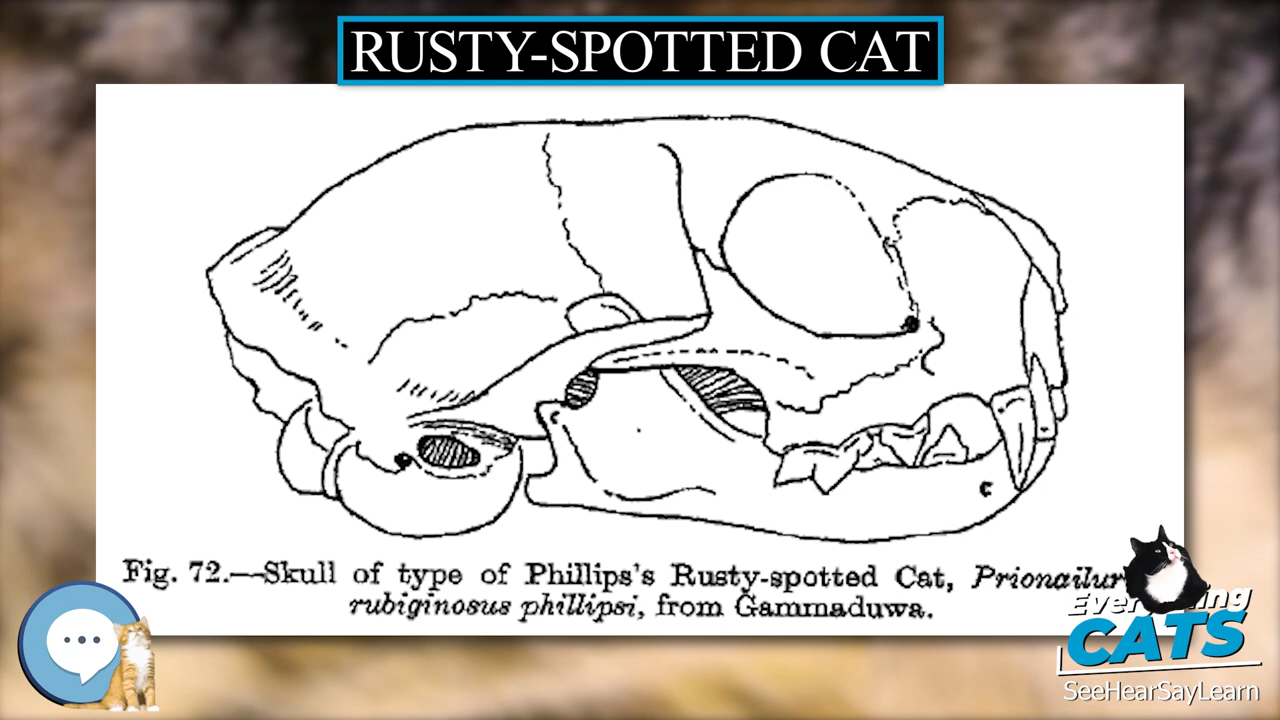 RUSTY-SPOTTED CAT
Fig. 72.—Skull of type of Phillips's Rusty-spotted Cat, Prionailur
rubiginosus phillipsi, from Gammaduwa.
Everything
CATS
SeeHearSayLearn